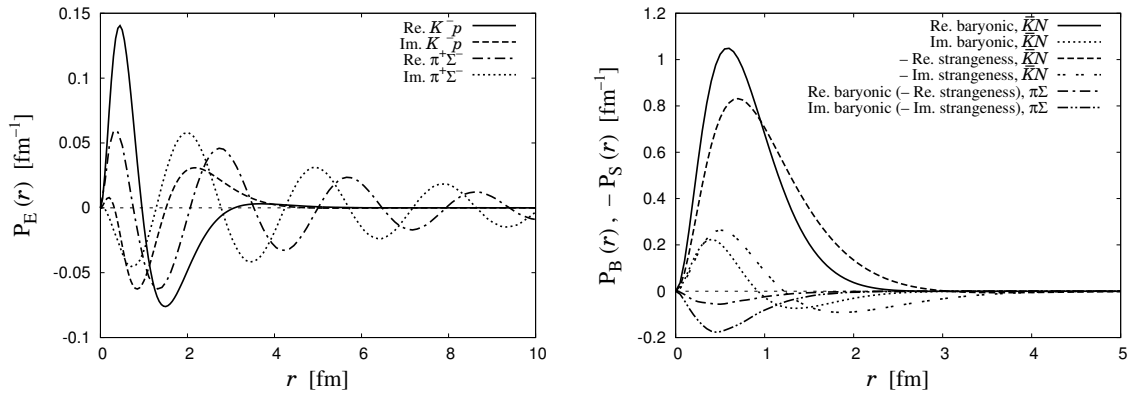 0.15
0.1
0.05
0
-0.05
-0.1
P_E (r) [fm⁻¹]
Re. K⁻p
Im. K⁻p
Re. π⁺Σ⁻
Im. π⁺Σ⁻
0 2 4 6 8 10
r [fm]
1.2
1
0.8
0.6
0.4
0.2
0
-0.2
P_B (r) , − P_S (r) [fm⁻¹]
Re. baryonic, K̄N
Im. baryonic, K̄N
– Re. strangeness, K̄N
– Im. strangeness, K̄N
Re. baryonic (– Re. strangeness), πΣ
Im. baryonic (– Im. strangeness), πΣ
0 1 2 3 4 5
r [fm]